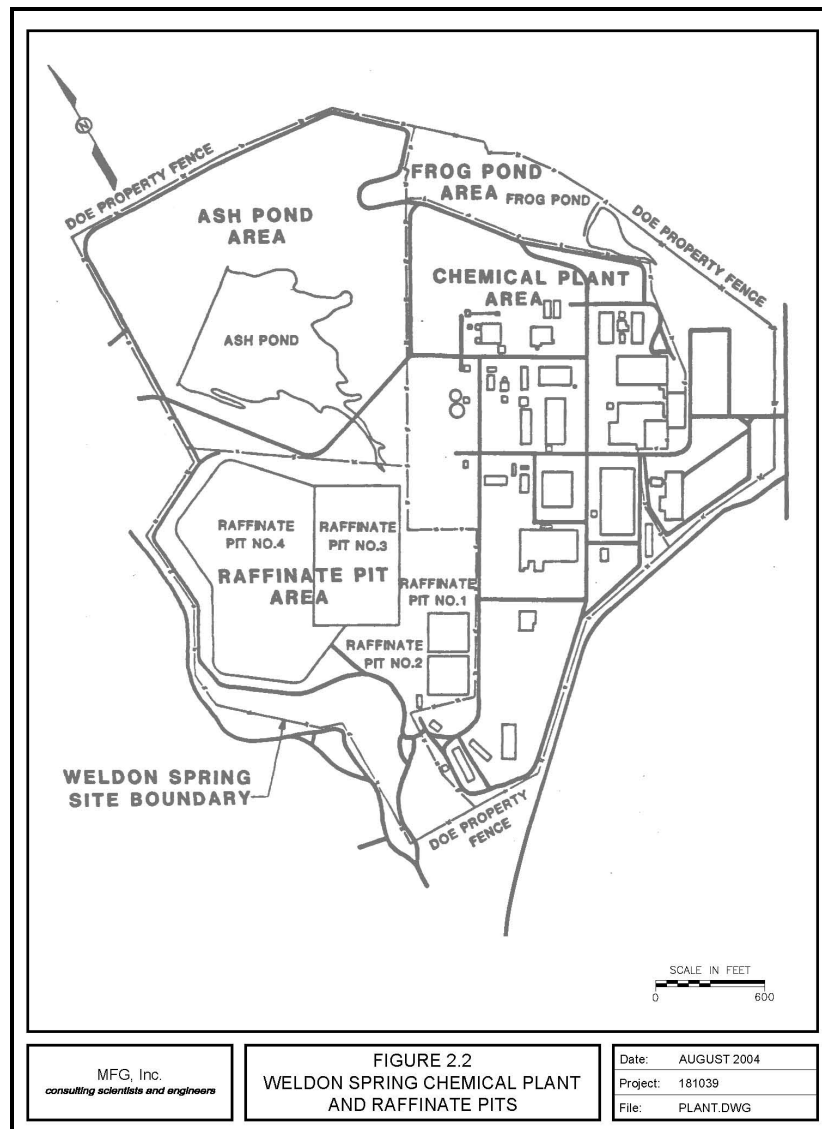 N
DOE PROPERTY FENCE
FROG POND
AREA
FROG POND
ASH POND
AREA
DOE PROPERTY FENCE
CHEMICAL PLANT
AREA
ASH POND
RAFFINATE
PIT NO.4
RAFFINATE
PIT NO.3
RAFFINATE PIT
AREA
RAFFINATE
PIT NO.1
RAFFINATE
PIT NO.2
WELDON SPRING
SITE BOUNDARY
DOE PROPERTY
FENCE
SCALE IN FEET
0 600
MFG, Inc.
consulting scientists and engineers
FIGURE 2.2
WELDON SPRING CHEMICAL PLANT
AND RAFFINATE PITS
Date: AUGUST 2004
Project: 181039
File: PLANT.DWG